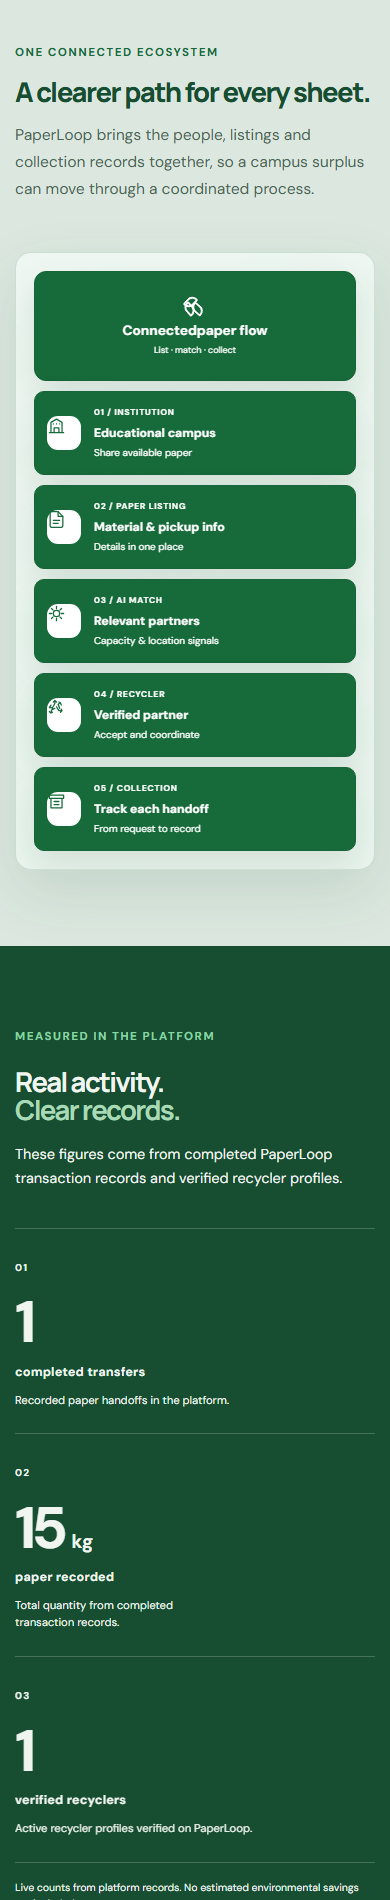 ONE CONNECTED ECOSYSTEM
A clearer path for every sheet.
PaperLoop brings the people, listings and
collection records together, so a campus surplus
can move through a coordinated process.
Connectedpaper flow
List · match · collect
01 / INSTITUTION
Educational campus
Share available paper
02 / PAPER LISTING
Material & pickup info
Details in one place
03 / AI MATCH
Relevant partners
Capacity & location signals
04 / RECYCLER
Verified partner
Accept and coordinate
05 / COLLECTION
Track each handoff
From request to record
MEASURED IN THE PLATFORM
Real activity.
Clear records.
These figures come from completed PaperLoop
transaction records and verified recycler profiles.
01
1
completed transfers
Recorded paper handoffs in the platform.
02
15 kg
paper recorded
Total quantity from completed
transaction records.
03
1
verified recyclers
Active recycler profiles verified on PaperLoop.
Live counts from platform records. No estimated environmental savings